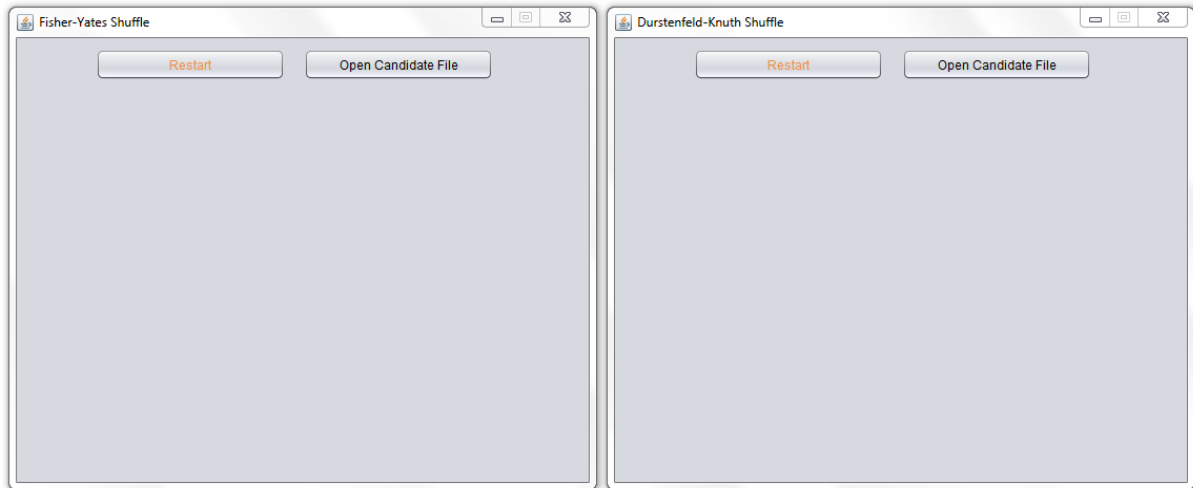 Fisher-Yates Shuffle
Restart Open Candidate File
Durstenfeld-Knuth Shuffle
Restart Open Candidate File